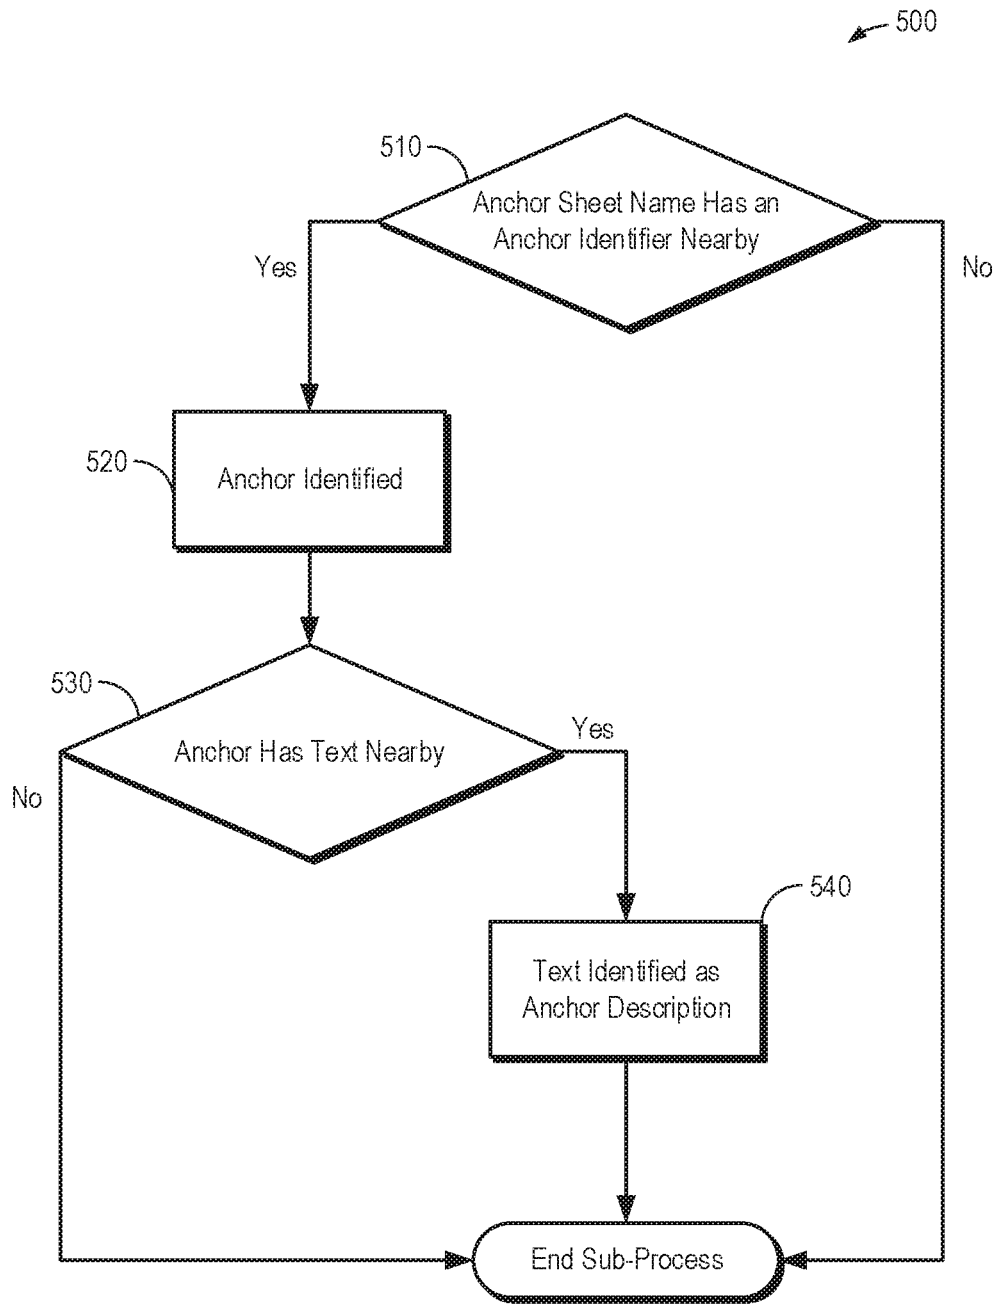 500
510
Anchor Sheet Name Has an
Anchor Identifier Nearby
Yes
No
520
Anchor Identified
530
Anchor Has Text Nearby
Yes
No
540
Text Identified as
Anchor Description
End Sub-Process